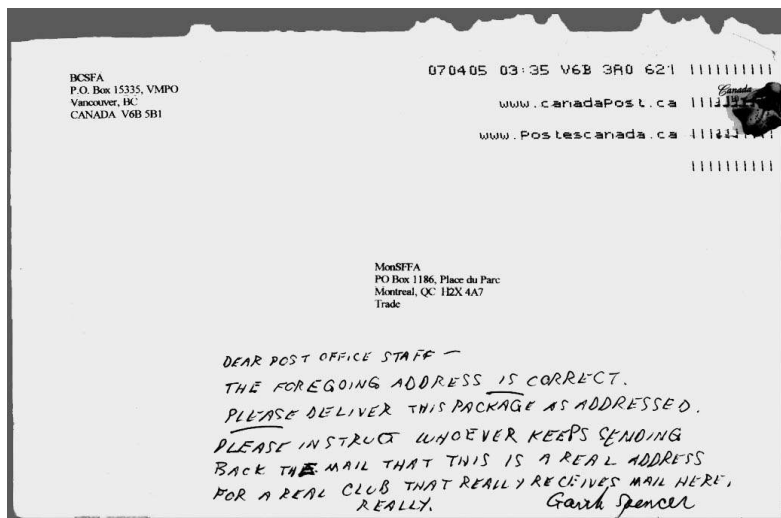 BCSFA
P.O. Box 15335, VMPO
Vancouver, BC
CANADA V6B 5B1
070405 03:35 V6B 3A0 621
www.canadaPost.ca
www.Postescanada.ca
Canada
MonSFFA
PO Box 1186, Place du Parc
Montreal, QC H2X 4A7
Trade
DEAR POST OFFICE STAFF —
THE FOREGOING ADDRESS IS CORRECT.
PLEASE DELIVER THIS PACKAGE AS ADDRESSED.
PLEASE INSTRUCT WHOEVER KEEPS SENDING
BACK THE MAIL THAT THIS IS A REAL ADDRESS
FOR A REAL CLUB THAT REALLY RECEIVES MAIL HERE,
REALLY. Garth Spencer